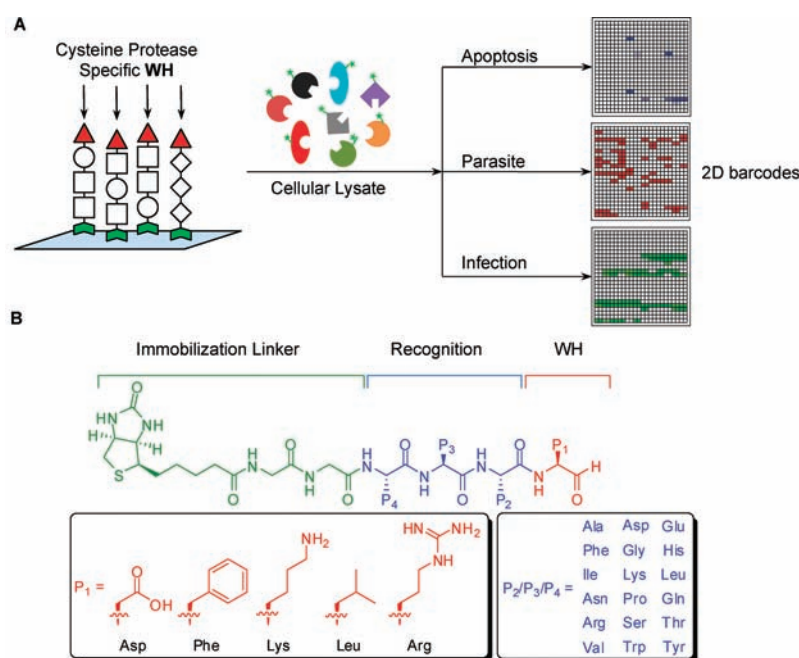 A
Cysteine Protease
Specific WH
Cellular Lysate
Apoptosis
Parasite
Infection
2D barcodes
B
Immobilization Linker
Recognition
WH
O
HN
NH
H
H
S
O
H
N
O
N
H
O
H
N
P4
O
N
H
P3
O
H
N
P2
O
N
H
P1
O
H
P1 =
O
OH
NH2
HN
NH2
NH
Asp
Phe
Lys
Leu
Arg
P2/P3/P4 =
Ala Asp Glu
Phe Gly His
Ile Lys Leu
Asn Pro Gln
Arg Ser Thr
Val Trp Tyr